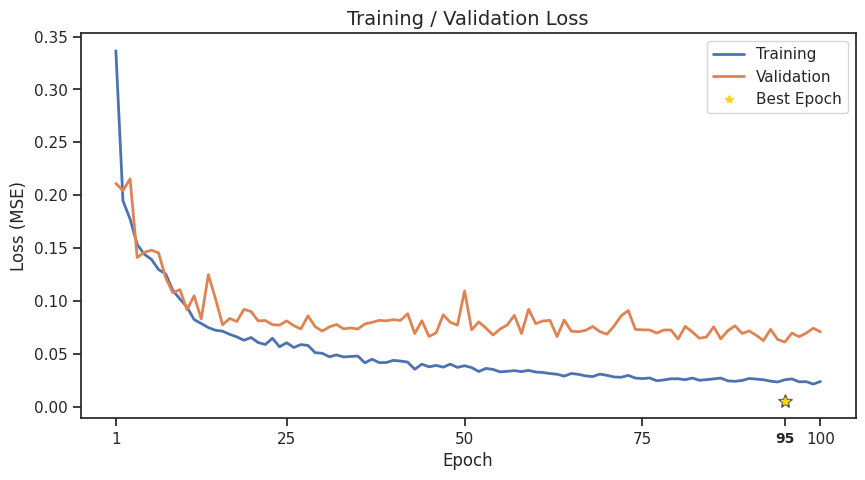 Training / Validation Loss
Training
Validation
Best Epoch
Loss (MSE)
0.35
0.30
0.25
0.20
0.15
0.10
0.05
0.00
1 25 50 75 95 100
Epoch